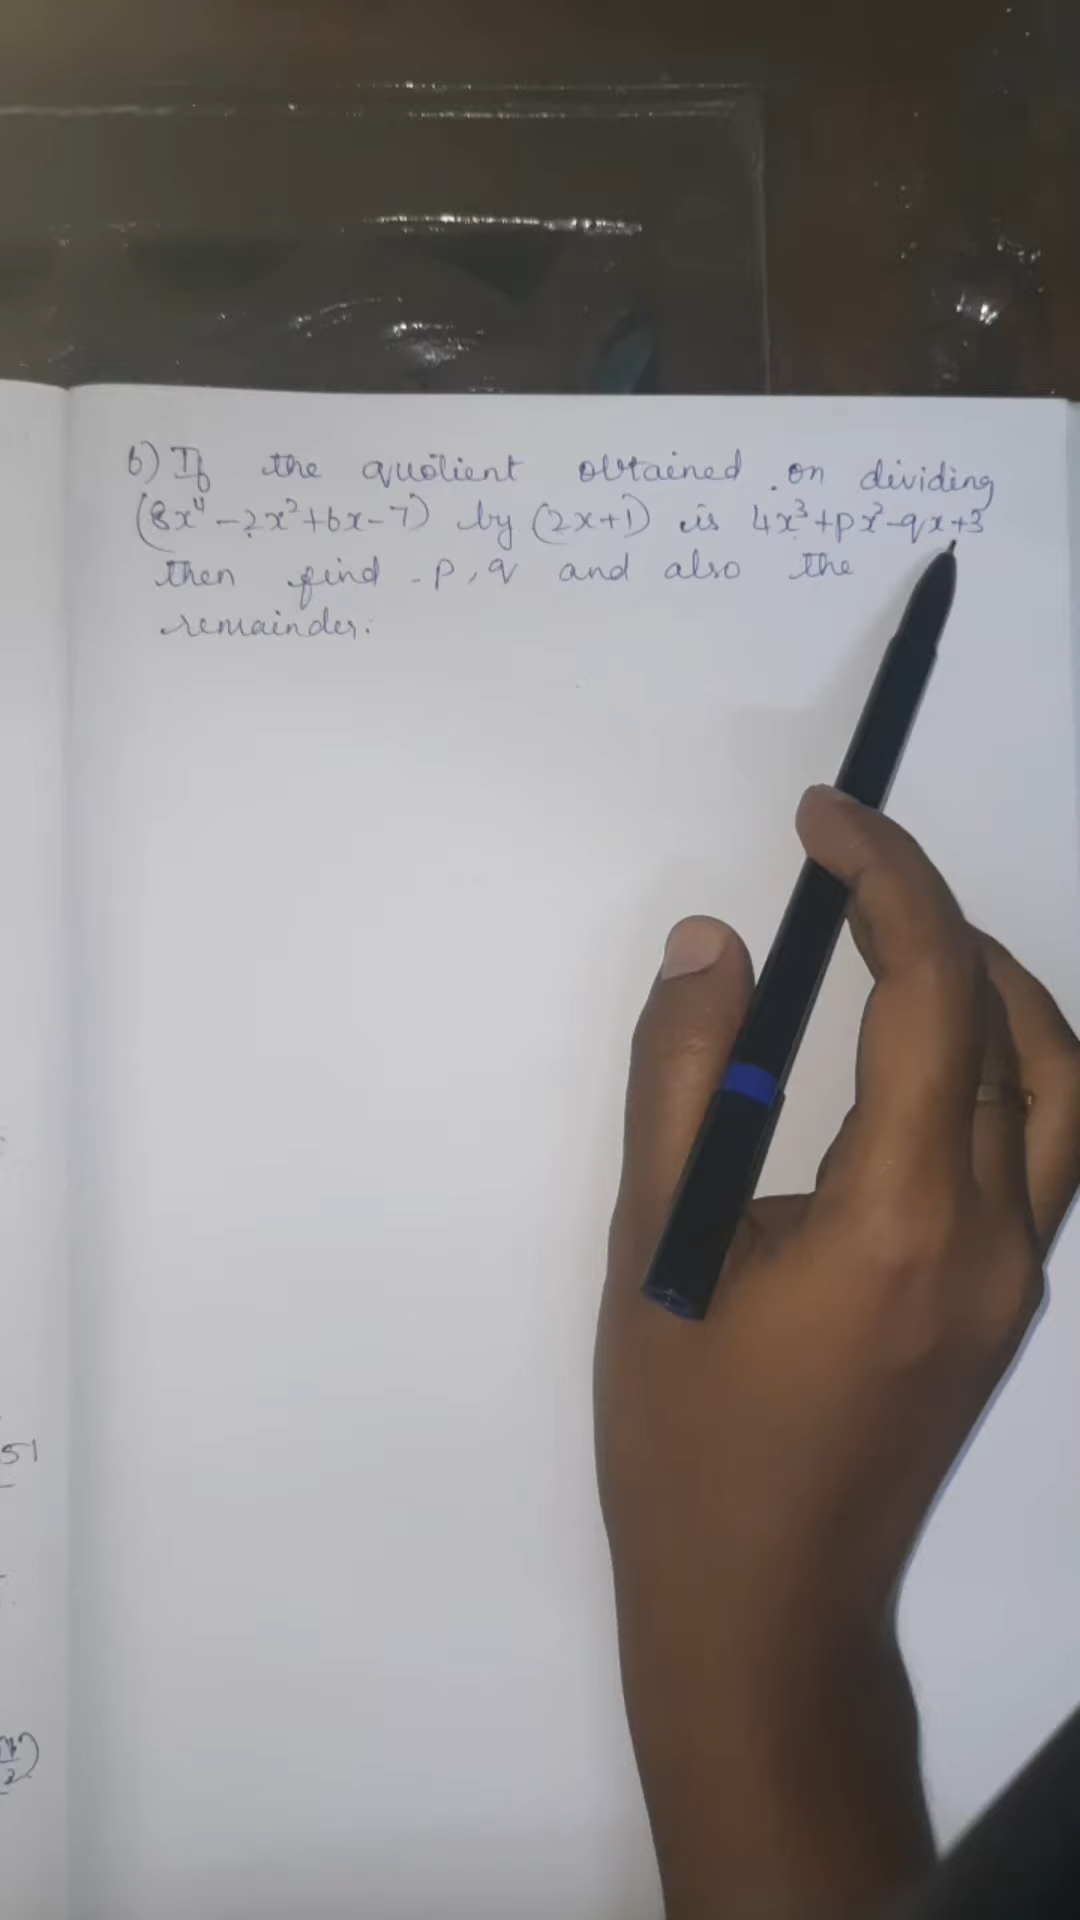 6) If the quotient obtained on dividing
(8x⁴-2x²+6x-7) by (2x+1) is 4x³+px²-qx+3
then find p, q and also the
remainder.
51